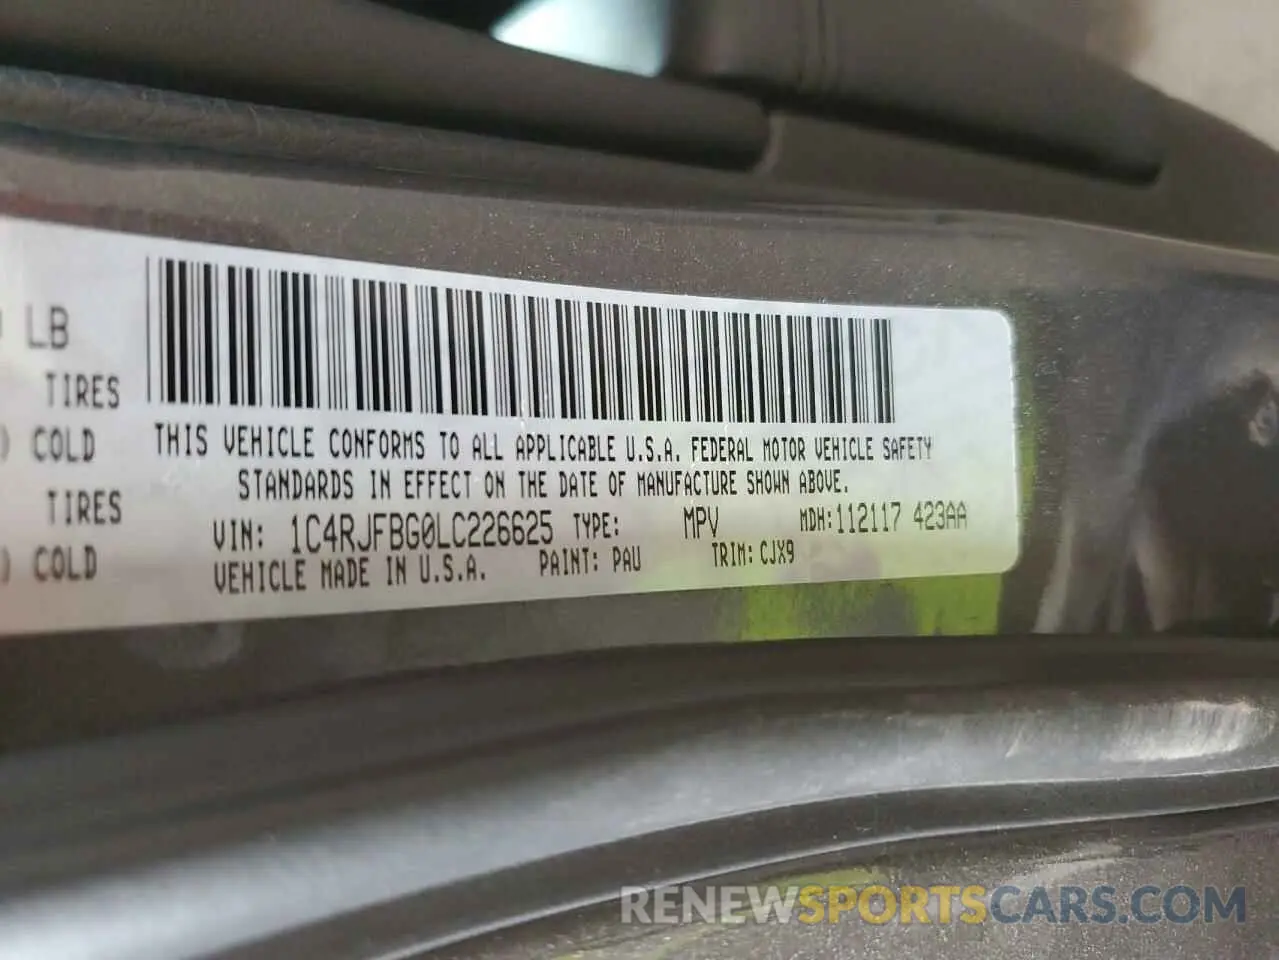 LB
TIRES
) COLD
TIRES
) COLD
THIS VEHICLE CONFORMS TO ALL APPLICABLE U.S.A. FEDERAL MOTOR VEHICLE SAFETY
STANDARDS IN EFFECT ON THE DATE OF MANUFACTURE SHOWN ABOVE.
VIN: 1C4RJFBG0LC226625 TYPE: MPV MDH:112117 423AA
VEHICLE MADE IN U.S.A. PAINT: PAU TRIM: CJX9
RENEWSPORTSCARS.COM